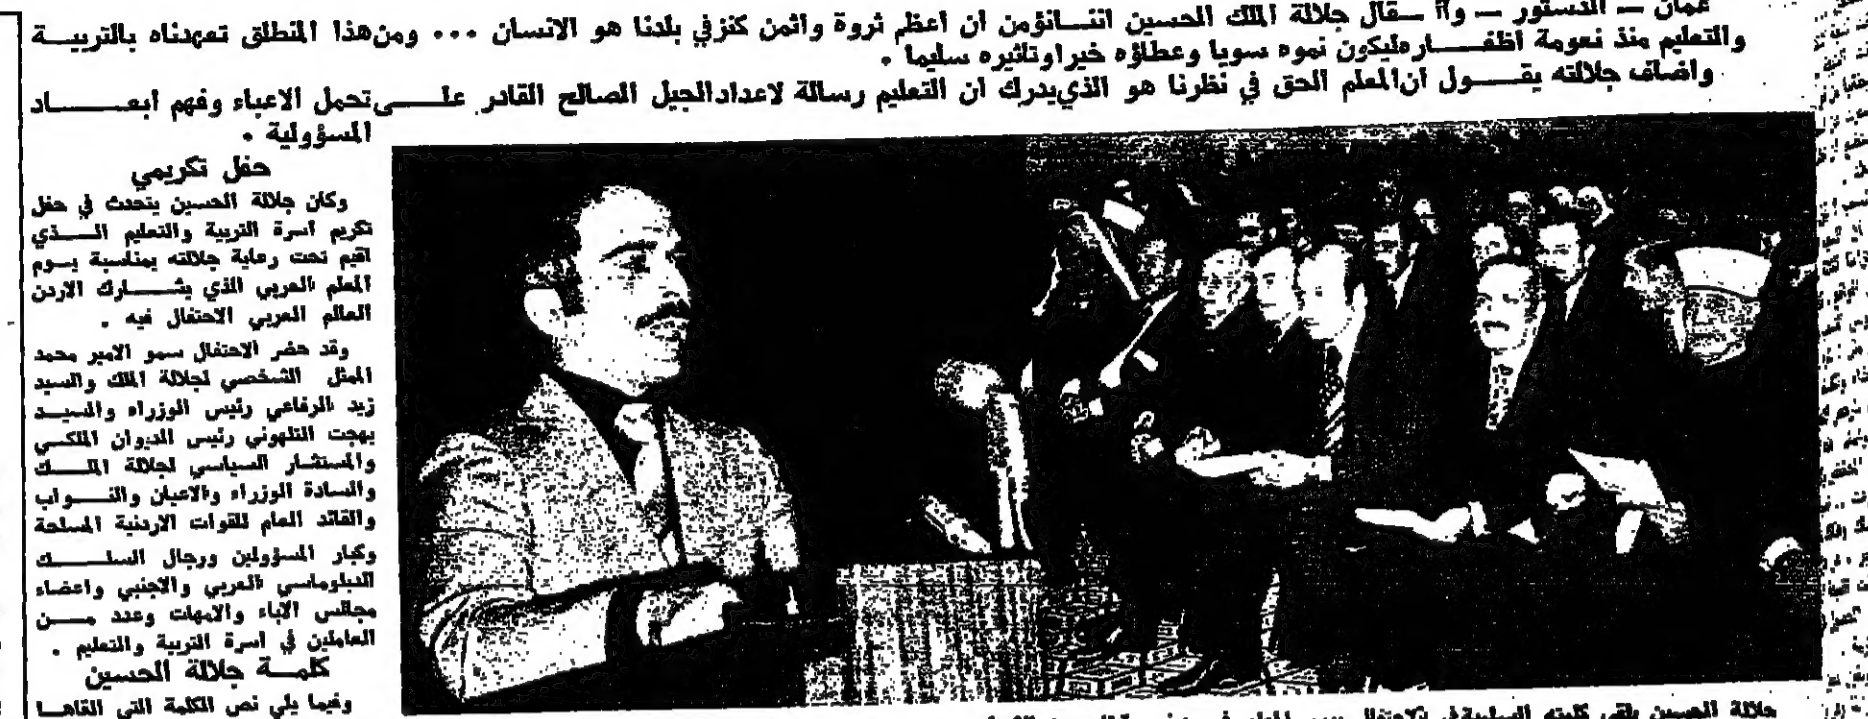 عمان — الدستور — وأأ — قال جلالة الملك الحسين اننا نؤمن ان اعظم ثروة واثمن كنز في بلدنا هو الانسان ... ومن هذا المنطلق تعهدناه بالتربية
والتعليم منذ نعومة اظفاره ليكون نموه سويا وعطاؤه خيرا وتاثيره سليما .
واضاف جلالته يقول ان المعلم الحق في نظرنا هو الذي يدرك ان التعليم رسالة لاعداد الجيل الصالح القادر على تحمل الاعباء وفهم ابعاد
المسؤولية .
حفل تكريمي
وكان جلالة الحسين يتحدث في حفل
تكريم أسرة التربية والتعليم الذي
اقيم تحت رعاية جلالته بمناسبة يوم
المعلم العربي الذي يشارك الاردن
العالم العربي الاحتفال فيه .
وقد حضر الاحتفال سمو الامير محمد
الممثل الشخصي لجلالة الملك والسيد
زيد الرفاعي رئيس الوزراء والسيد
بهجت التلهوني رئيس الديوان الملكي
والمستشار السياسي لجلالة الملك
والسادة الوزراء والاعيان والنواب
والقائد العام للقوات الاردنية المسلحة
وكبار المسؤولين ورجال السلك
الدبلوماسي العربي والاجنبي واعضاء
مجالس الاباء والامهات وعدد من
العاملين في أسرة التربية والتعليم .
كلمة جلالة الحسين
وفيما يلي نص الكلمة التي القاها
جلالة الحسين يلقي كلمته السامية في الاحتفال